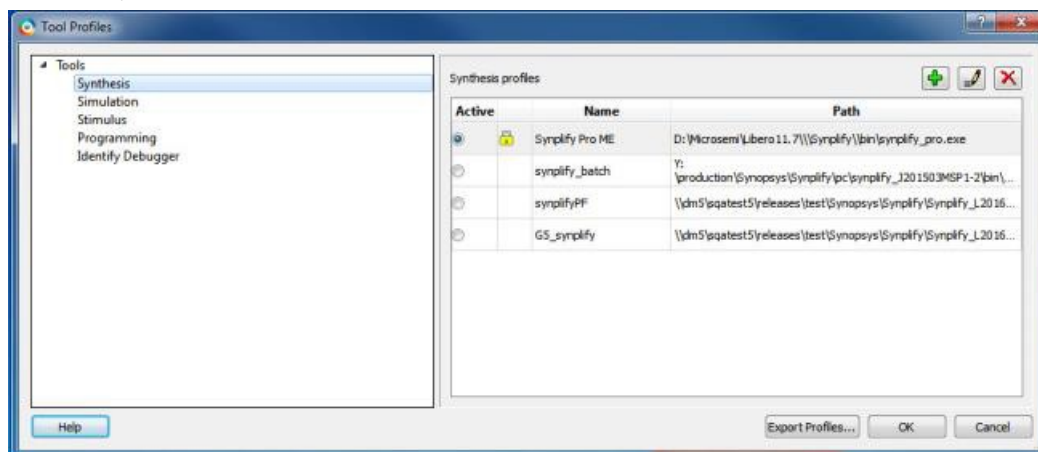 Tool Profiles
Tools
Synthesis
Simulation
Stimulus
Programming
Identify Debugger
Synthesis profiles
Active Name Path
Synplify Pro ME D:\Microsemi\Libero11.7\\\Synplify\\bin\synplify_pro.exe
synplify_batch Y:
\production\Synopsys\Synplify\pc\synplify_J201503MSP1-2\bin\...
synplifyPF \\dm5\sqatest5\releases\test\Synopsys\Synplify\Synplify_L2016...
GS_synplify \\dm5\sqatest5\releases\test\Synopsys\Synplify\Synplify_L2016...
Help Export Profiles... OK Cancel